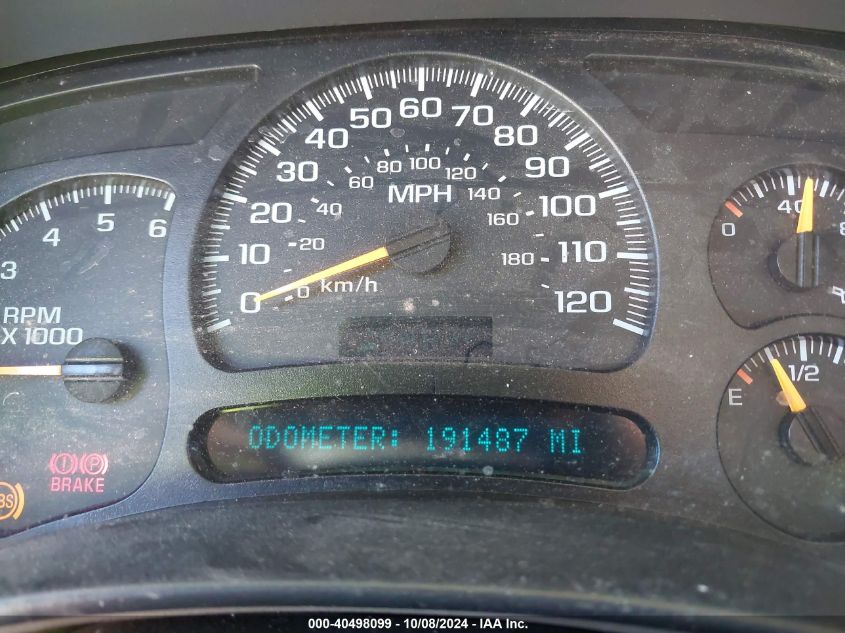 3 4 5 6
RPM
X 1000
BRAKE
0 10 20 30 40 50 60 70 80 90 100 110 120
MPH
0 20 40 60 80 100 120 140 160 180
km/h
ODOMETER: 191487 MI
0 40
E 1/2
000-40498099 - 10/08/2024 - IAA Inc.